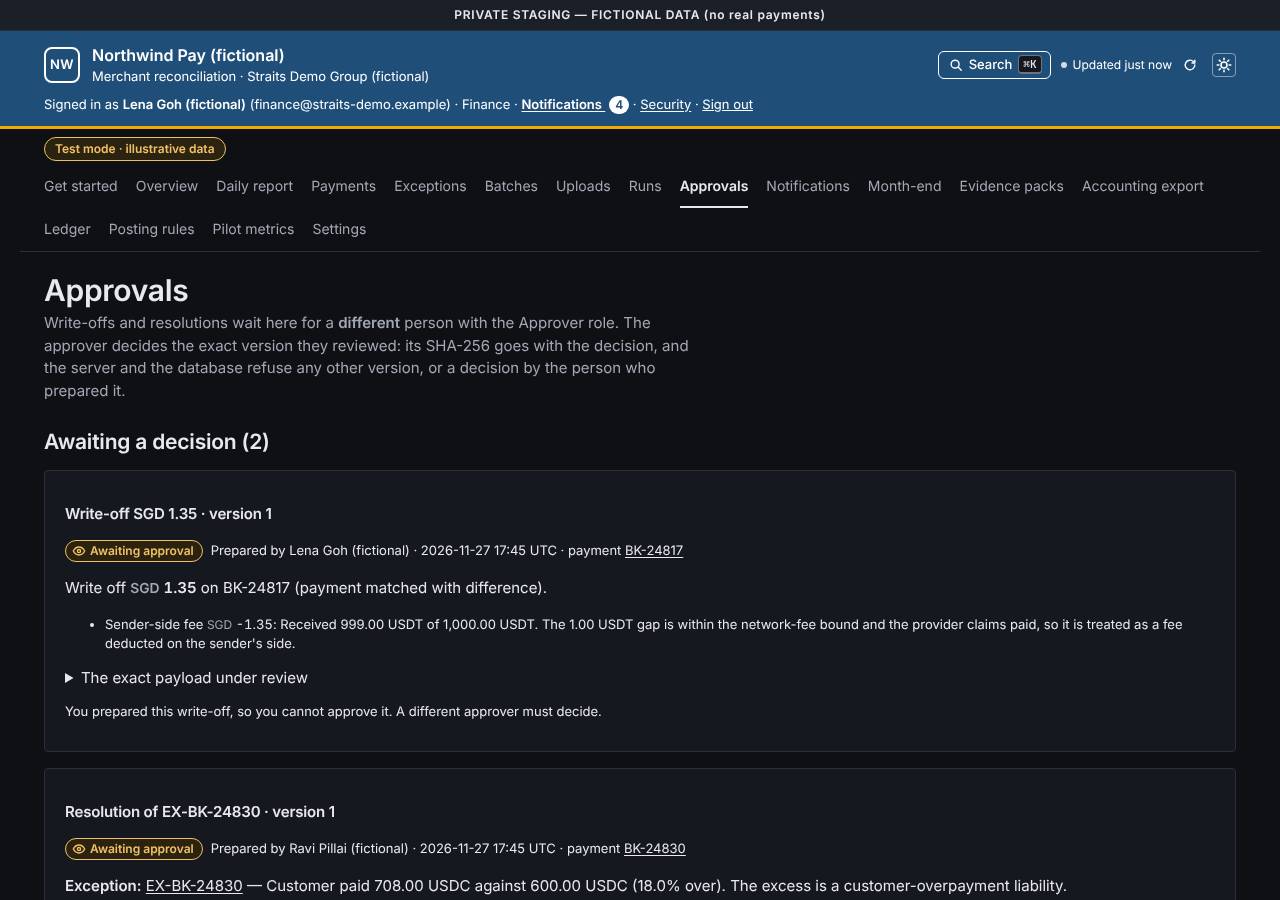 PRIVATE STAGING — FICTIONAL DATA (no real payments)
NW
Northwind Pay (fictional)
Merchant reconciliation · Straits Demo Group (fictional)
Search ⌘K
Updated just now
Signed in as Lena Goh (fictional) (finance@straits-demo.example) · Finance · Notifications 4 · Security · Sign out
Test mode · illustrative data
Get started Overview Daily report Payments Exceptions Batches Uploads Runs Approvals Notifications Month-end Evidence packs Accounting export
Ledger Posting rules Pilot metrics Settings
Approvals
Write-offs and resolutions wait here for a different person with the Approver role. The
approver decides the exact version they reviewed: its SHA-256 goes with the decision, and
the server and the database refuse any other version, or a decision by the person who
prepared it.
Awaiting a decision (2)
Write-off SGD 1.35 · version 1
Awaiting approval Prepared by Lena Goh (fictional) · 2026-11-27 17:45 UTC · payment BK-24817
Write off SGD 1.35 on BK-24817 (payment matched with difference).
• Sender-side fee SGD -1.35: Received 999.00 USDT of 1,000.00 USDT. The 1.00 USDT gap is within the network-fee bound and the provider claims paid, so it is treated as a fee
deducted on the sender's side.
The exact payload under review
You prepared this write-off, so you cannot approve it. A different approver must decide.
Resolution of EX-BK-24830 · version 1
Awaiting approval Prepared by Ravi Pillai (fictional) · 2026-11-27 17:45 UTC · payment BK-24830
Exception: EX-BK-24830 — Customer paid 708.00 USDC against 600.00 USDC (18.0% over). The excess is a customer-overpayment liability.